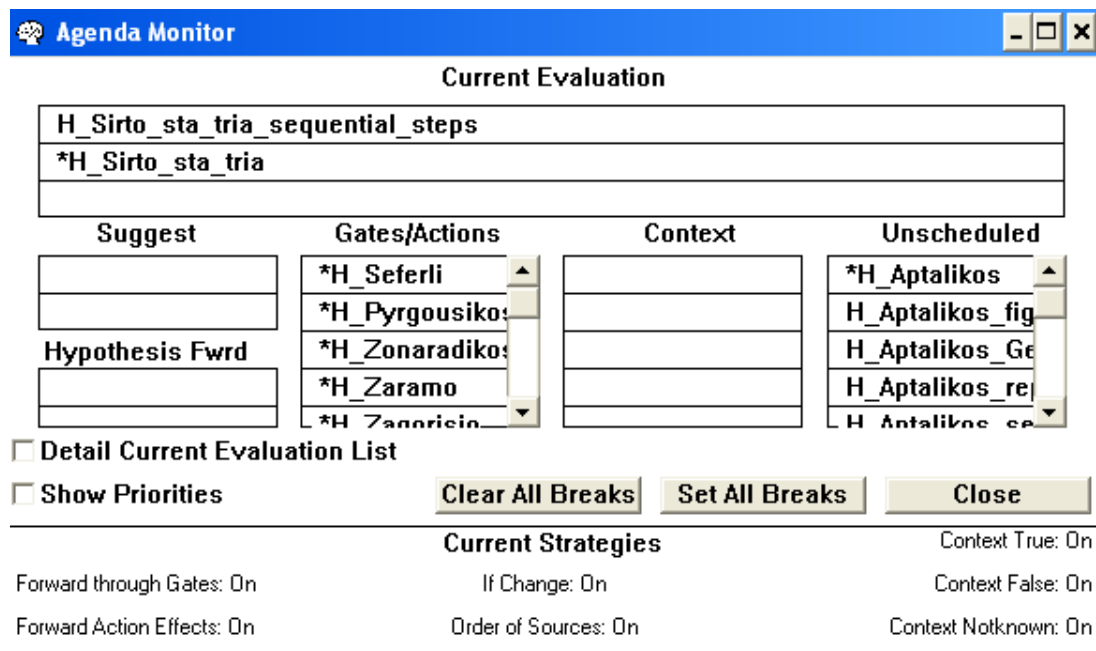 Agenda Monitor
Current Evaluation
H_Sirto_sta_tria_sequential_steps
*H_Sirto_sta_tria
Suggest Gates/Actions Context Unscheduled
*H_Seferli *H_Aptalikos
*H_Pyrgousikos H_Aptalikos_fig
Hypothesis Fwrd *H_Zonaradikos H_Aptalikos_Ge
*H_Zaramo H_Aptalikos_rep
*H_Zagorisio H_Aptalikos_se
Detail Current Evaluation List
Show Priorities Clear All Breaks Set All Breaks Close
Current Strategies Context True: On
Forward through Gates: On If Change: On Context False: On
Forward Action Effects: On Order of Sources: On Context Notknown: On